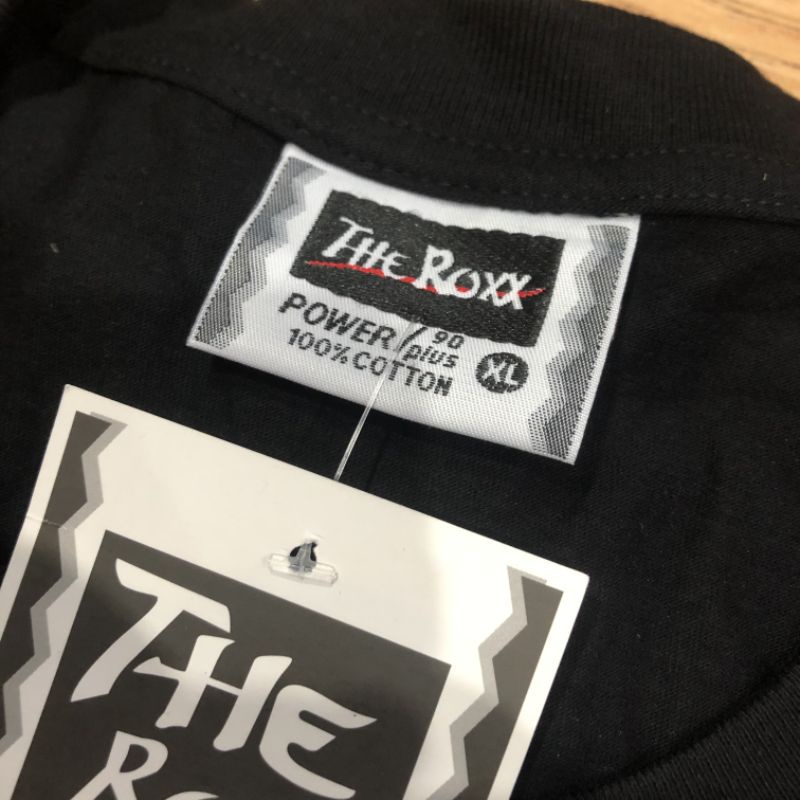 THE ROXX
POWER / 90 plus
100% COTTON
XL
THE